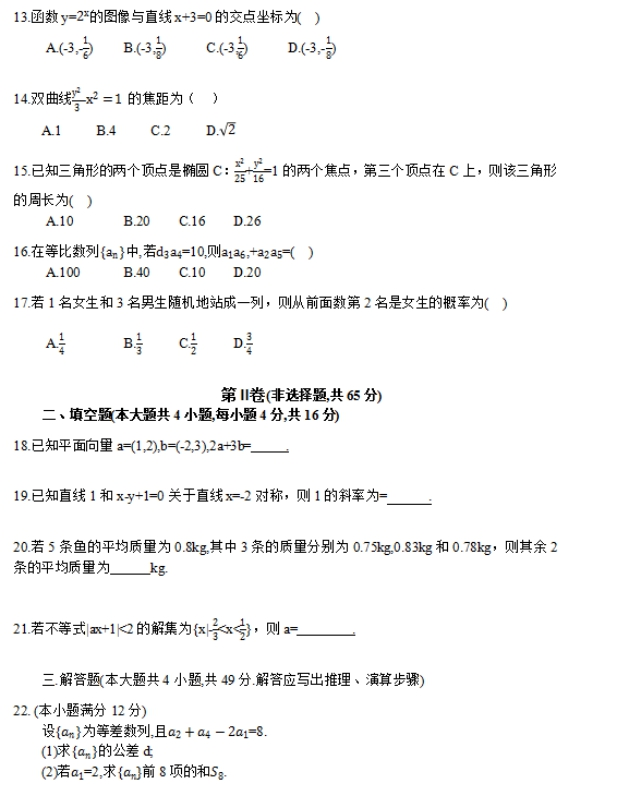 13.函数 y=2ˣ的图像与直线 x+3=0 的交点坐标为(    )
A.(-3,-1/6)    B.(-3,1/8)    C.(-3,1/6)    D.(-3,-1/8)
14.双曲线y²/3-x² = 1 的焦距为（    ）
A.1    B.4    C.2    D.√2
15.已知三角形的两个顶点是椭圆 C：x²/25+y²/16=1 的两个焦点，第三个顶点在 C 上，则该三角形
的周长为(    )
A.10    B.20    C.16    D.26
16.在等比数列{aₙ}中,若d₃a₄=10,则a₁a₆,+a₂a₅=(    )
A.100    B.40    C.10    D.20
17.若 1 名女生和 3 名男生随机地站成一列，则从前面数第 2 名是女生的概率为(    )
A.1/4    B.1/3    C.1/2    D.3/4
第 II卷(非选择题,共 65 分)
二、填空题(本大题共 4 小题,每小题 4 分,共 16 分)
18.已知平面向量 a=(1,2),b=(-2,3),2a+3b=______.
19.已知直线 1 和 x-y+1=0 关于直线 x=-2 对称，则 1 的斜率为=_______.
20.若 5 条鱼的平均质量为 0.8kg,其中 3 条的质量分别为 0.75kg,0.83kg 和 0.78kg，则其余 2
条的平均质量为______kg.
21.若不等式|ax+1|<2 的解集为{x|-2/3<x<1/2}，则 a=________.
三.解答题(本大题共 4 小题,共 49 分.解答应写出推理、演算步骤)
22. (本小题满分 12 分)
设{aₙ}为等差数列,且a₂ + a₄ − 2a₁=8.
(1)求{aₙ}的公差 d;
(2)若a₁=2,求{aₙ}前 8 项的和S₈.